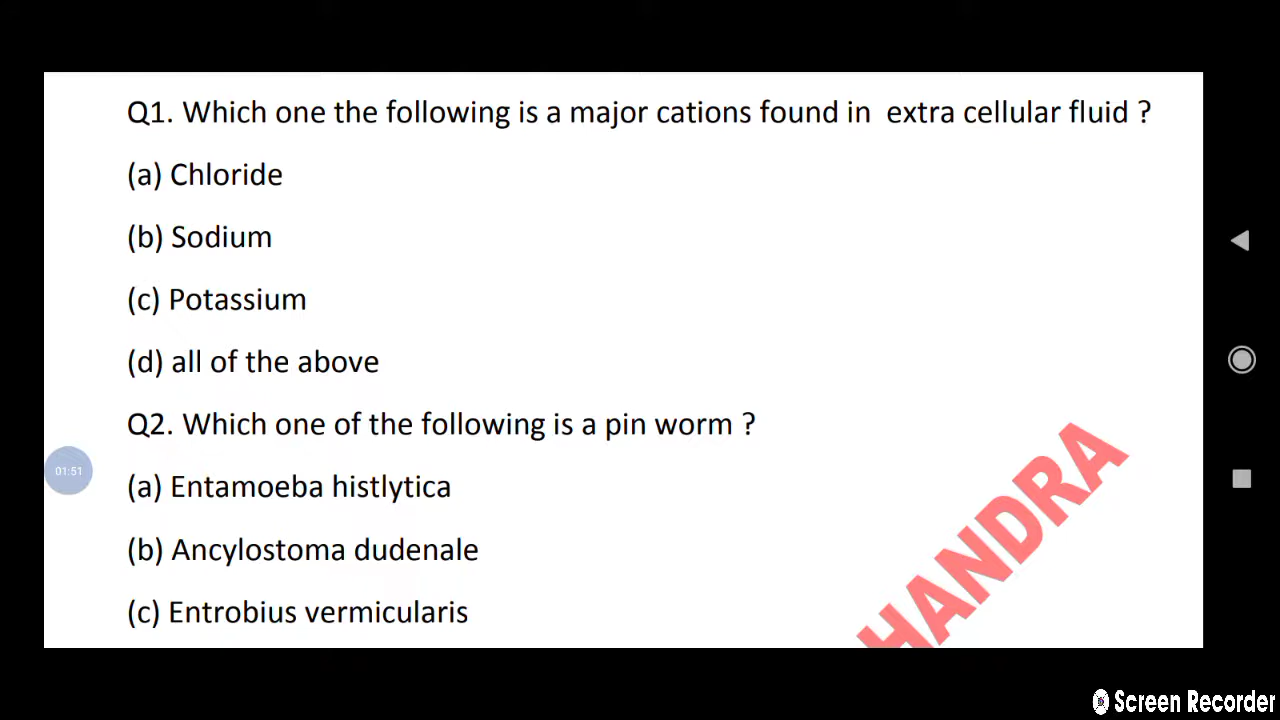 Q1. Which one the following is a major cations found in extra cellular fluid ?
(a) Chloride
(b) Sodium
(c) Potassium
(d) all of the above
Q2. Which one of the following is a pin worm ?
01:51
(a) Entamoeba histlytica
(b) Ancylostoma dudenale
(c) Entrobius vermicularis
HANDRA
Screen Recorder